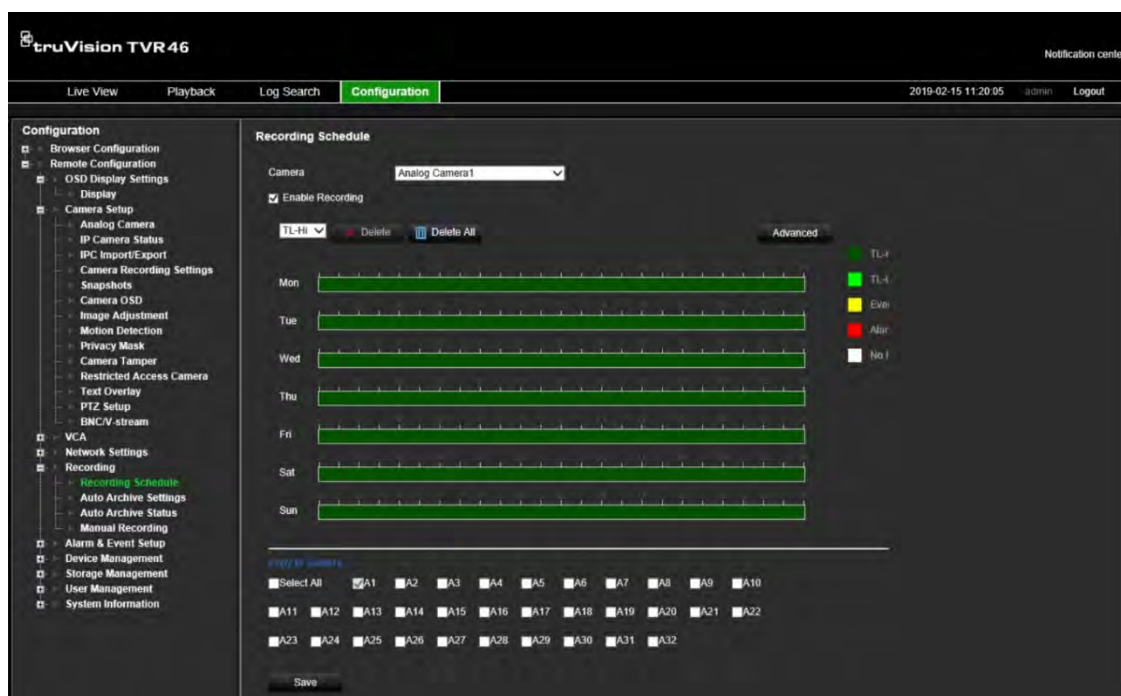 truVision TVR46
Notification cente
Live View Playback Log Search Configuration 2019-02-15 11:20:05 admin Logout
Configuration
Browser Configuration
Remote Configuration
OSD Display Settings
Display
Camera Setup
Analog Camera
IP Camera Status
IPC Import/Export
Camera Recording Settings
Snapshots
Camera OSD
Image Adjustment
Motion Detection
Privacy Mask
Camera Tamper
Restricted Access Camera
Text Overlay
PTZ Setup
BNC/V-stream
VCA
Network Settings
Recording
Recording Schedule
Auto Archive Settings
Auto Archive Status
Manual Recording
Alarm & Event Setup
Device Management
Storage Management
User Management
System Information
Recording Schedule
Camera Analog Camera1
Enable Recording
TL-Hi Delete Delete All Advanced
Mon
Tue
Wed
Thu
Fri
Sat
Sun
Select All A1 A2 A3 A4 A5 A6 A7 A8 A9 A10
A11 A12 A13 A14 A15 A16 A17 A18 A19 A20 A21 A22
A23 A24 A25 A26 A27 A28 A29 A30 A31 A32
Save